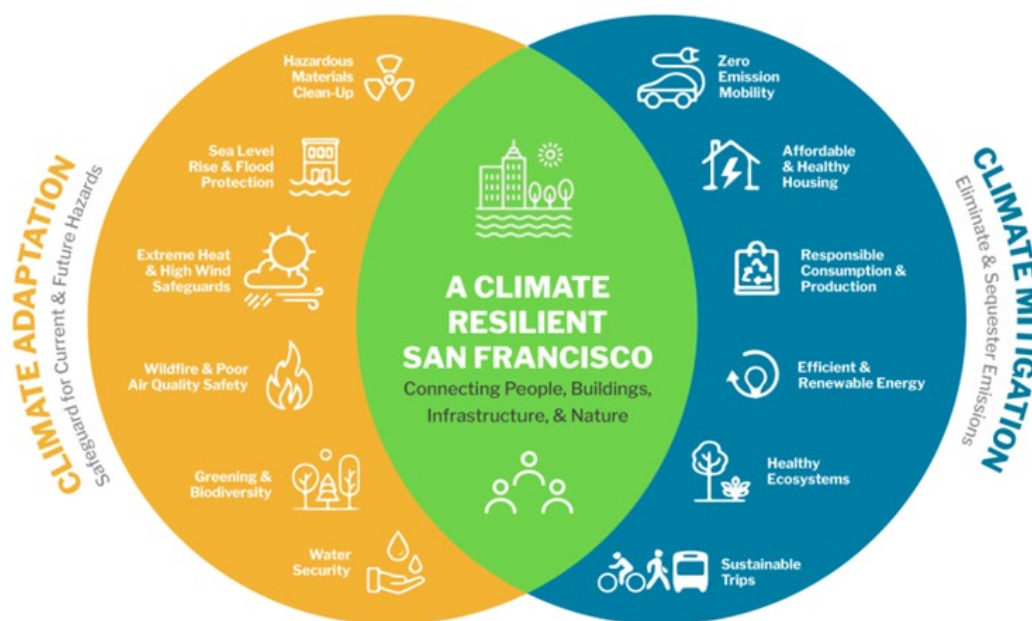 CLIMATE ADAPTATION
Safeguard for Current & Future Hazards
Hazardous
Materials
Clean-Up
Sea Level
Rise & Flood
Protection
Extreme Heat
& High Wind
Safeguards
Wildfire & Poor
Air Quality Safety
Greening &
Biodiversity
Water
Security
A CLIMATE
RESILIENT
SAN FRANCISCO
Connecting People, Buildings,
Infrastructure, & Nature
Zero
Emission
Mobility
Affordable
& Healthy
Housing
Responsible
Consumption &
Production
Efficient &
Renewable Energy
Healthy
Ecosystems
Sustainable
Trips
CLIMATE MITIGATION
Eliminate & Sequester Emissions